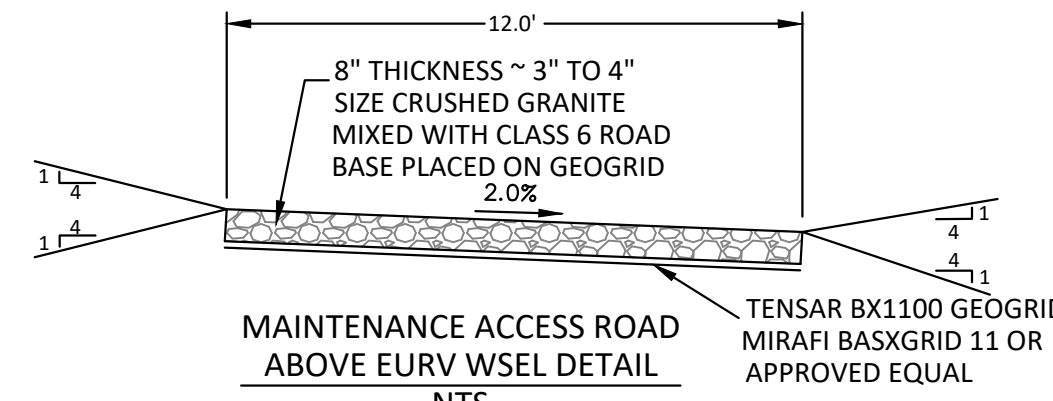 12.0'
8" THICKNESS ~ 3" TO 4"
SIZE CRUSHED GRANITE
MIXED WITH CLASS 6 ROAD
BASE PLACED ON GEOGRID
2.0%
1
4
4
1
1
4
4
1
TENSAR BX1100 GEOGRID
MIRAFI BASXGRID 11 OR
APPROVED EQUAL
MAINTENANCE ACCESS ROAD
ABOVE EURV WSEL DETAIL
NTS